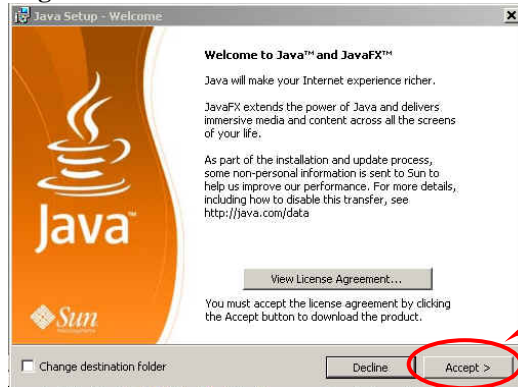 Java Setup - Welcome
Welcome to Java™ and JavaFX™
Java will make your Internet experience richer.
JavaFX extends the power of Java and delivers
immersive media and content across all the screens
of your life.
As part of the installation and update process,
some non-personal information is sent to Sun to
help us improve our performance. For more details,
including how to disable this transfer, see
http://java.com/data
Java™
View License Agreement...
You must accept the license agreement by clicking
the Accept button to download the product.
Sun
Change destination folder
Decline
Accept >